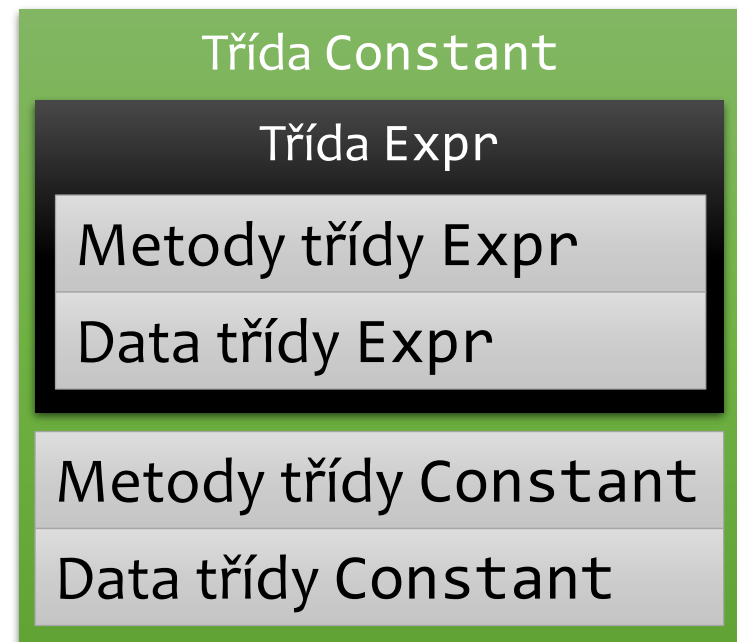 Třída Constant
Třída Expr
Metody třídy Expr
Data třídy Expr
Metody třídy Constant
Data třídy Constant